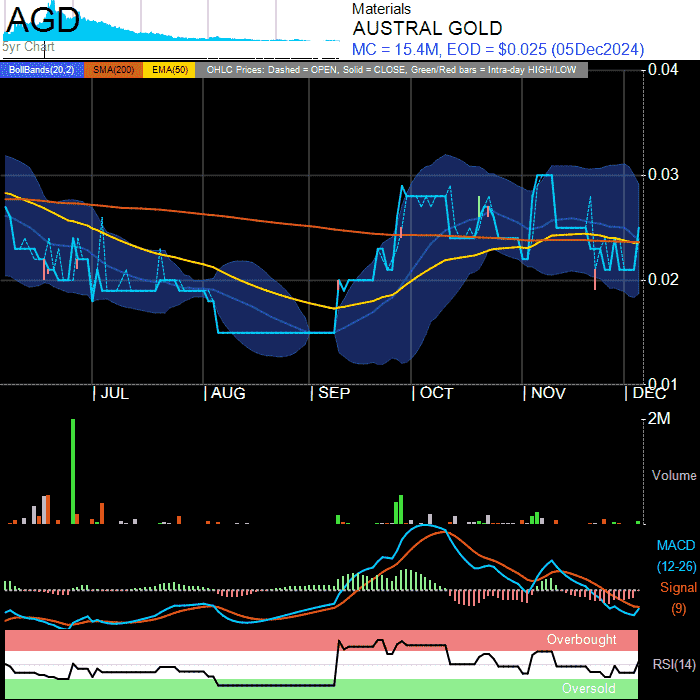 AGD
5yr Chart
Materials
AUSTRAL GOLD
MC = 15.4M, EOD = $0.025 (05Dec2024)
BollBands(20,2) SMA(200) EMA(50) OHLC Prices: Dashed = OPEN, Solid = CLOSE, Green/Red bars = Intra-day HIGH/LOW
0.04
0.03
0.02
0.01
| JUL | AUG | SEP | OCT | NOV | DEC
2M
Volume
MACD
(12-26)
Signal
(9)
Overbought
RSI(14)
Oversold